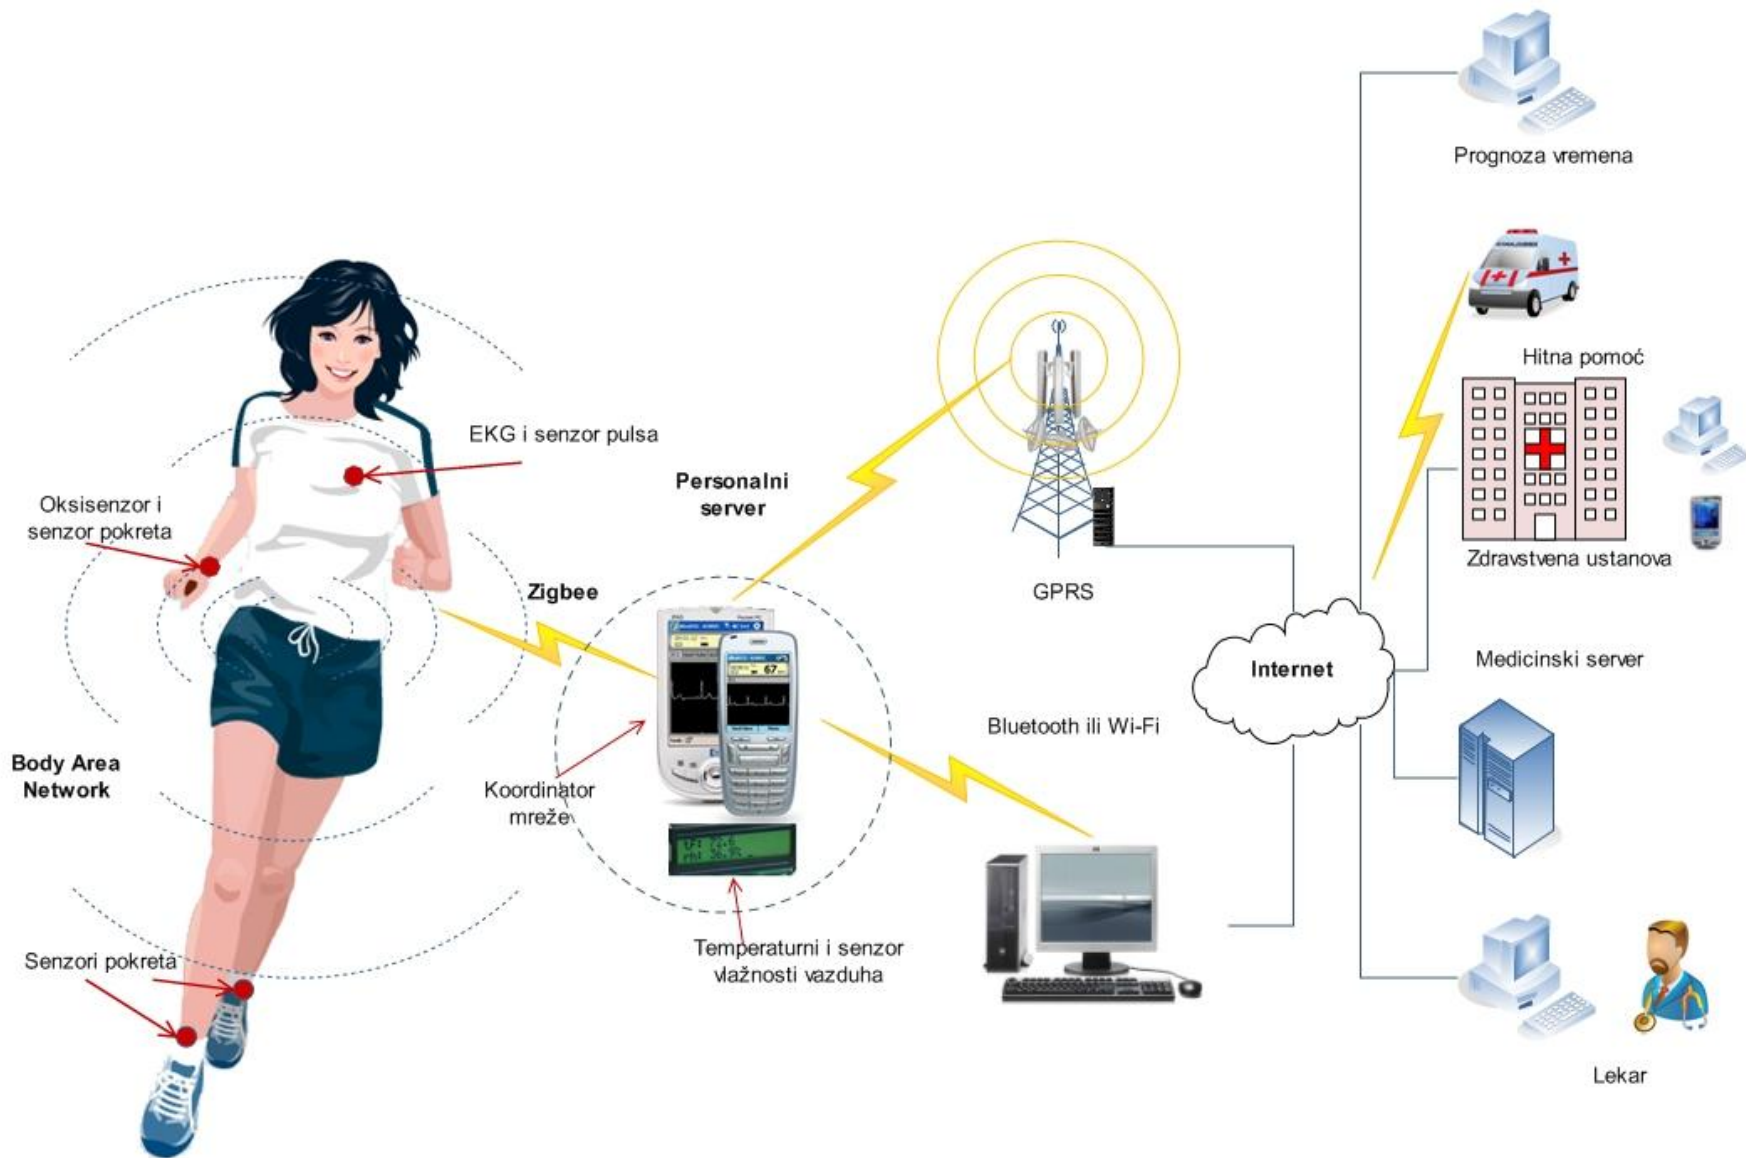 Prognoza vremena
Hitna pomoć
EKG i senzor pulsa
Personalni
server
Oksisenzor i
senzor pokreta
Zdravstvena ustanova
Zigbee
GPRS
Internet
Medicinski server
67
Bluetooth ili Wi-Fi
Body Area
Network
Koordinator
mreže
Temperaturni i senzor
vlažnosti vazduha
Senzori pokreta
Lekar